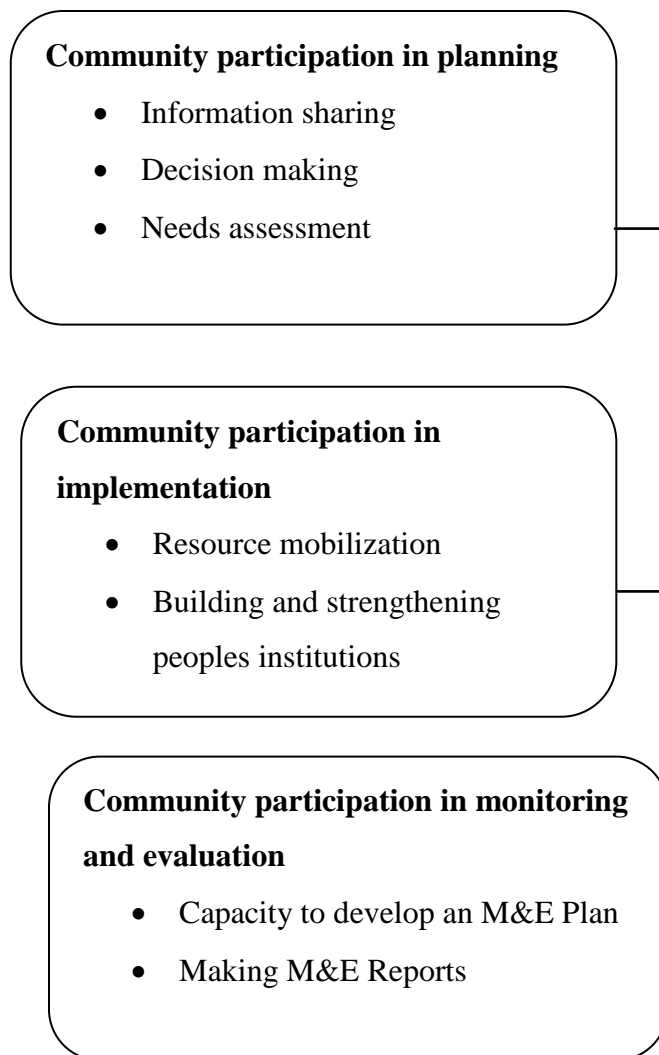 Community participation in planning
• Information sharing
• Decision making
• Needs assessment
Community participation in
implementation
• Resource mobilization
• Building and strengthening
peoples institutions
Community participation in monitoring
and evaluation
• Capacity to develop an M&E Plan
• Making M&E Reports